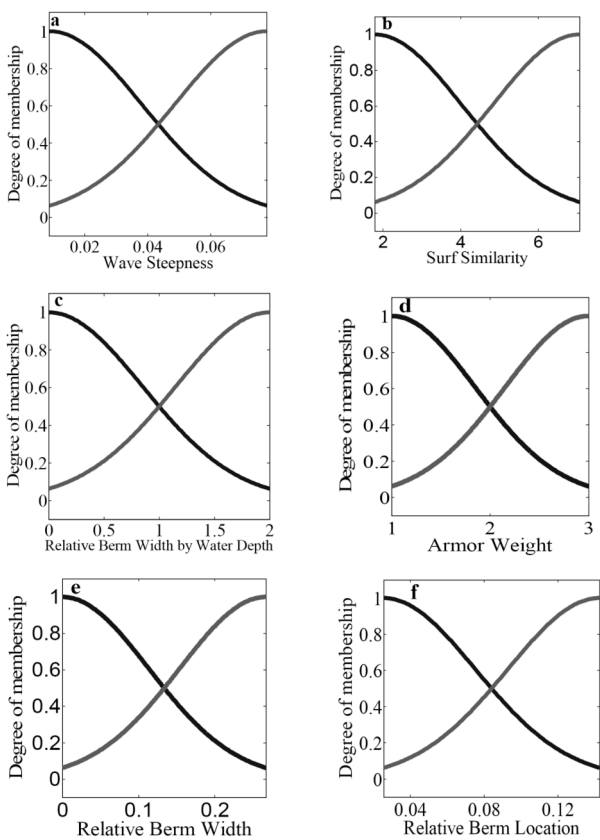 a
Degree of membership
1
0.8
0.6
0.4
0.2
0
0.02 0.04 0.06
Wave Steepness
b
Degree of membership
1
0.8
0.6
0.4
0.2
0
2 4 6
Surf Similarity
c
Degree of membership
1
0.8
0.6
0.4
0.2
0
0 0.5 1 1.5 2
Relative Berm Width by Water Depth
d
Degree of membership
1
0.8
0.6
0.4
0.2
0
1 2 3
Armor Weight
e
Degree of membership
1
0.8
0.6
0.4
0.2
0
0 0.1 0.2
Relative Berm Width
f
Degree of membership
1
0.8
0.6
0.4
0.2
0
0.04 0.08 0.12
Relative Berm Location